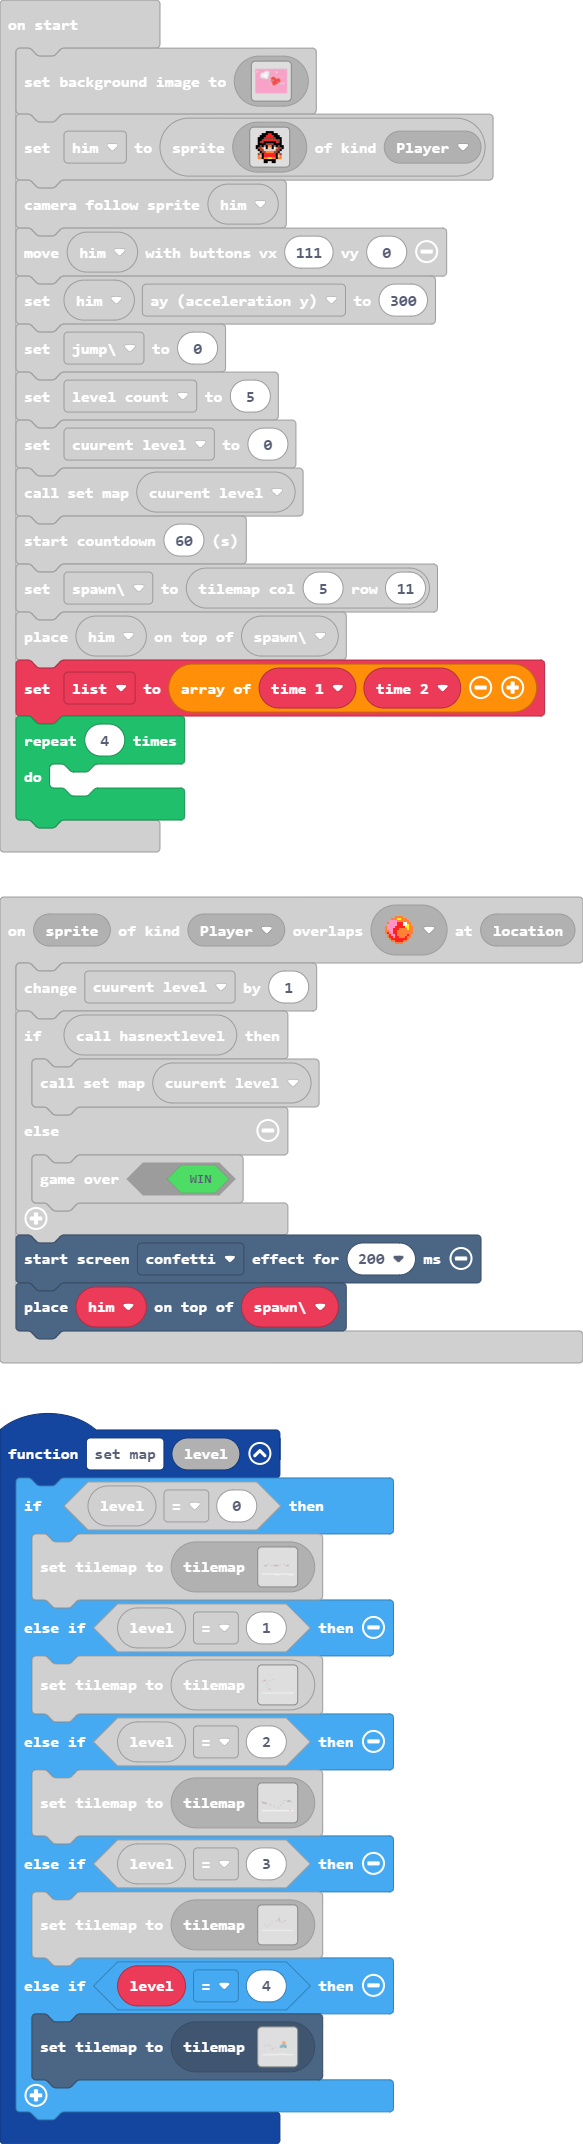 on start
set background image to
set him to sprite of kind Player
camera follow sprite him
move him with buttons vx 111 vy 0
set him ay (acceleration y) to 300
set jump\ to 0
set level count to 5
set cuurent level to 0
call set map cuurent level
start countdown 60 (s)
set spawn\ to tilemap col 5 row 11
place him on top of spawn\
set list to array of time 1 time 2
repeat 4 times
do
on sprite of kind Player overlaps at location
change cuurent level by 1
if call hasnextlevel then
call set map cuurent level
else
game over WIN
start screen confetti effect for 200 ms
place him on top of spawn\
function set map level
if level = 0 then
set tilemap to tilemap
else if level = 1 then
set tilemap to tilemap
else if level = 2 then
set tilemap to tilemap
else if level = 3 then
set tilemap to tilemap
else if level = 4 then
set tilemap to tilemap